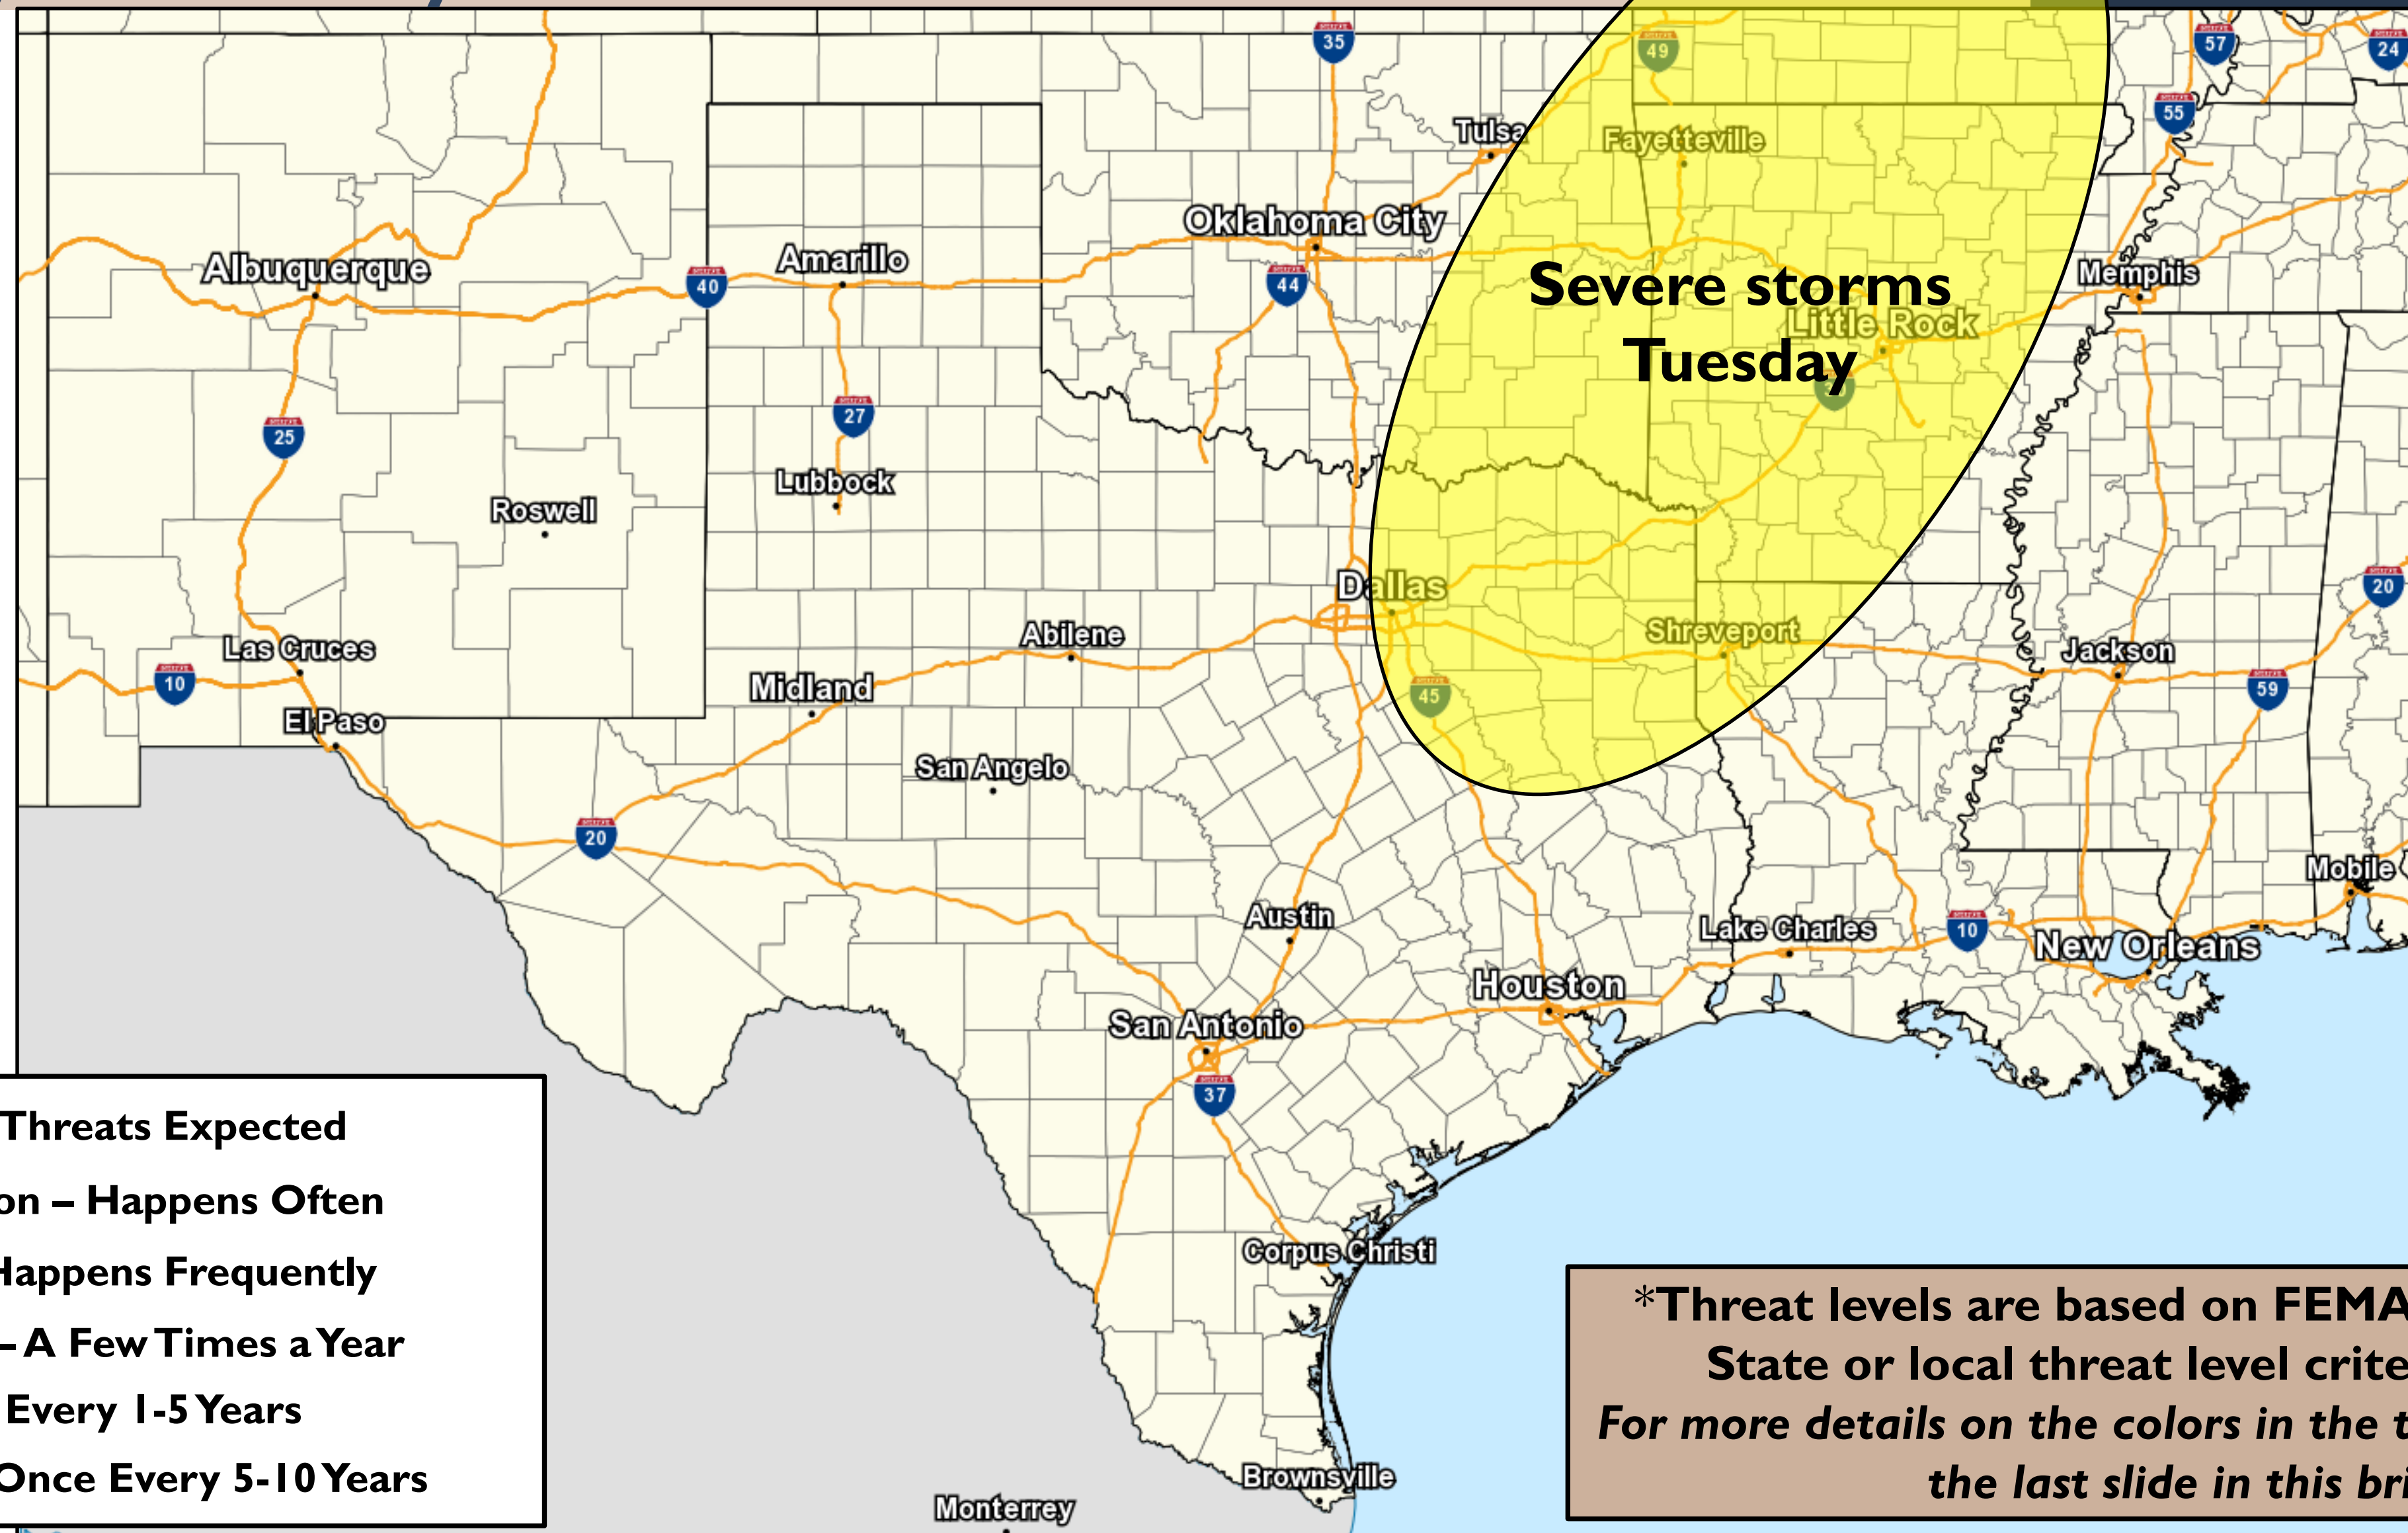 35
49
57
24
55
Tulsa
Fayetteville
Oklahoma City
Albuquerque
Amarillo
40
44
Severe storms
Tuesday
Little Rock
Memphis
25
27
Lubbock
Roswell
Dallas
20
Las Cruces
Abilene
Shreveport
Jackson
10
Midland
45
59
El Paso
San Angelo
20
Austin
Mobile
Lake Charles
10
New Orleans
Houston
San Antonio
37
Corpus Christi
Brownsville
Monterrey
Threats Expected
on – Happens Often
Happens Frequently
– A Few Times a Year
Every 1-5 Years
Once Every 5-10 Years
*Threat levels are based on FEMA
State or local threat level crite
For more details on the colors in the t
the last slide in this bri